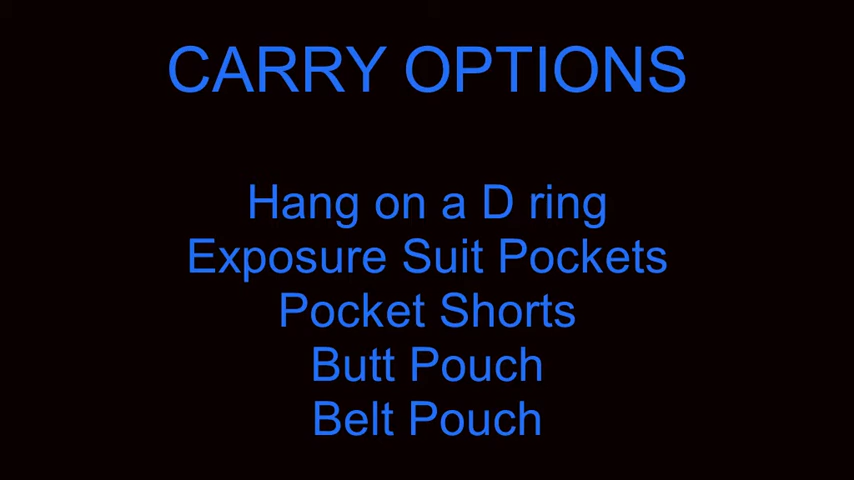 CARRY OPTIONS
Hang on a D ring
Exposure Suit Pockets
Pocket Shorts
Butt Pouch
Belt Pouch